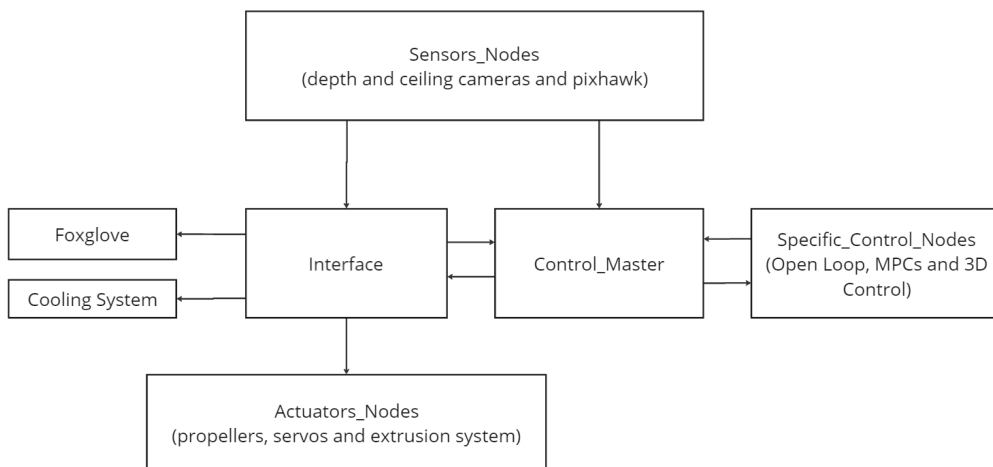 Sensors_Nodes
(depth and ceiling cameras and pixhawk)
Foxglove
Cooling System
Interface
Control_Master
Specific_Control_Nodes
(Open Loop, MPCs and 3D
Control)
Actuators_Nodes
(propellers, servos and extrusion system)